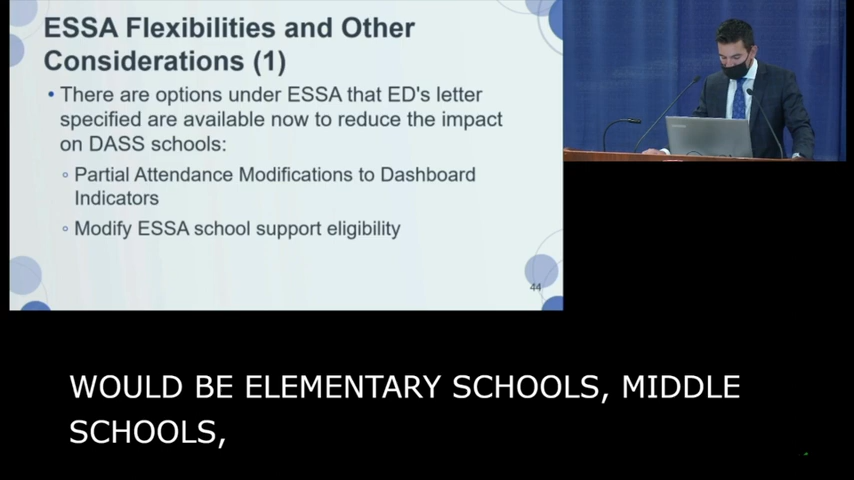 ESSA Flexibilities and Other
Considerations (1)
• There are options under ESSA that ED's letter
specified are available now to reduce the impact
on DASS schools:
◦ Partial Attendance Modifications to Dashboard
Indicators
◦ Modify ESSA school support eligibility
44
WOULD BE ELEMENTARY SCHOOLS, MIDDLE
SCHOOLS,